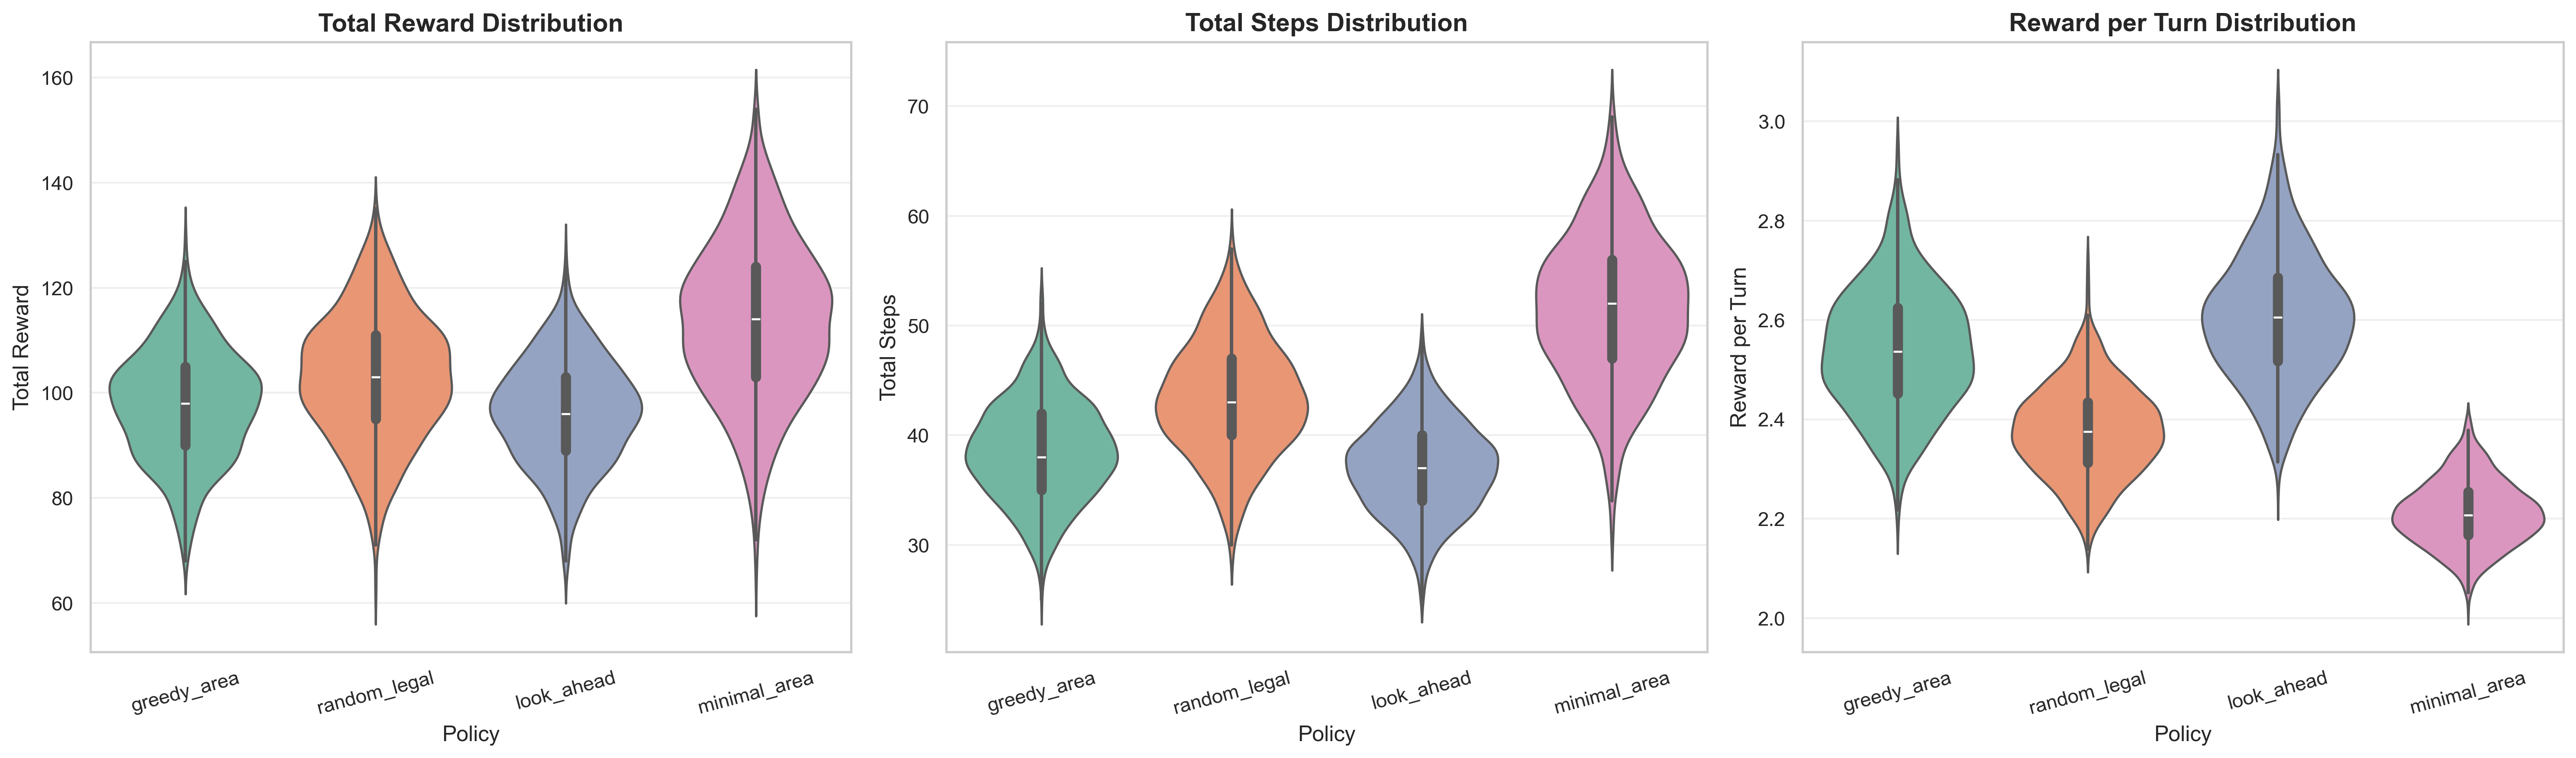 Total Reward Distribution
Total Reward
160
140
120
100
80
60
greedy_area
random_legal
look_ahead
minimal_area
Policy
Total Steps Distribution
Total Steps
70
60
50
40
30
greedy_area
random_legal
look_ahead
minimal_area
Policy
Reward per Turn Distribution
Reward per Turn
3.0
2.8
2.6
2.4
2.2
2.0
greedy_area
random_legal
look_ahead
minimal_area
Policy